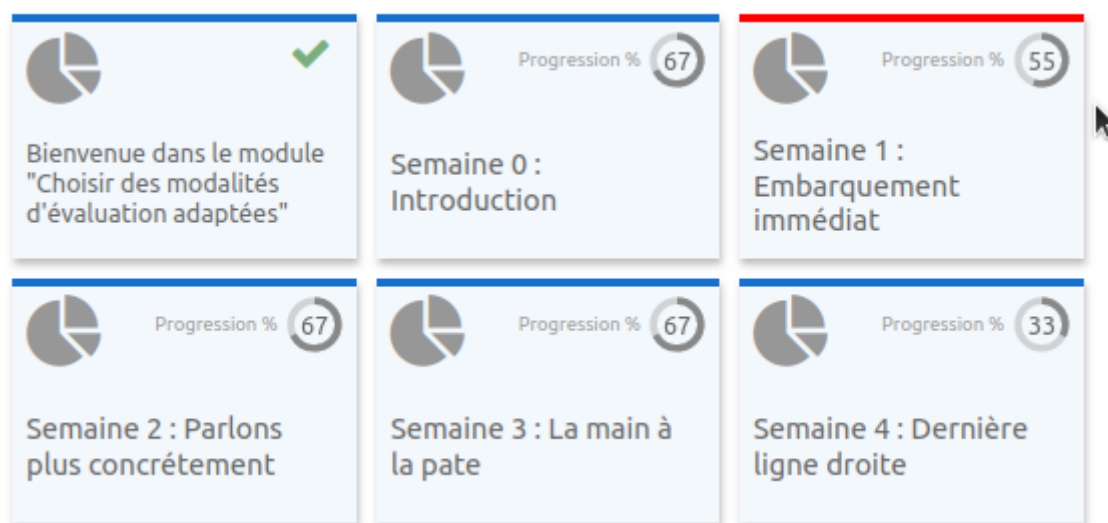 Progression % 67
Progression % 55
Bienvenue dans le module
"Choisir des modalités
d'évaluation adaptées"
Semaine 0 :
Introduction
Semaine 1 :
Embarquement
immédiat
Progression % 67
Progression % 67
Progression % 33
Semaine 2 : Parlons
plus concrétement
Semaine 3 : La main à
la pate
Semaine 4 : Dernière
ligne droite